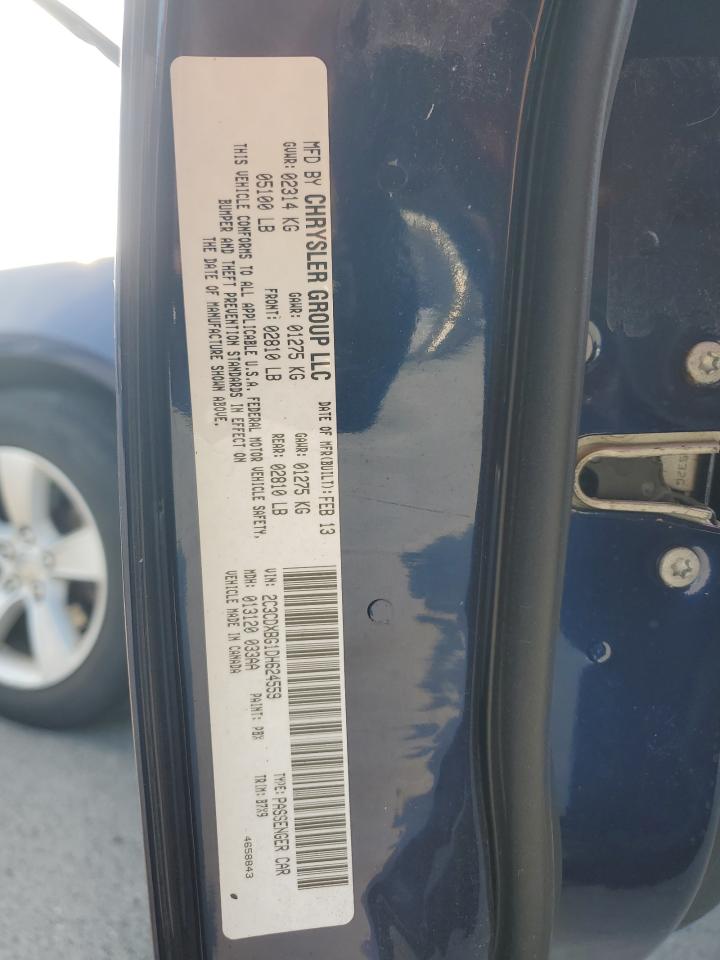 MFD BY CHRYSLER GROUP LLC
DATE OF MFR(BUILT): FEB 13
GVWR: 02314 KG
GAWR: 01275 KG
GAWR: 01275 KG
05100 LB
FRONT: 02810 LB
REAR: 02810 LB
THIS VEHICLE CONFORMS TO ALL APPLICABLE U.S.A. FEDERAL MOTOR VEHICLE SAFETY,
BUMPER AND THEFT PREVENTION STANDARDS IN EFFECT ON
THE DATE OF MANUFACTURE SHOWN ABOVE.
VIN: 2C3CDXBG1DH624559
TYPE: PASSENGER CAR
MDH: 013120 033AA
PAINT: PBX
TRIM: B7X9
VEHICLE MADE IN CANADA
4658843